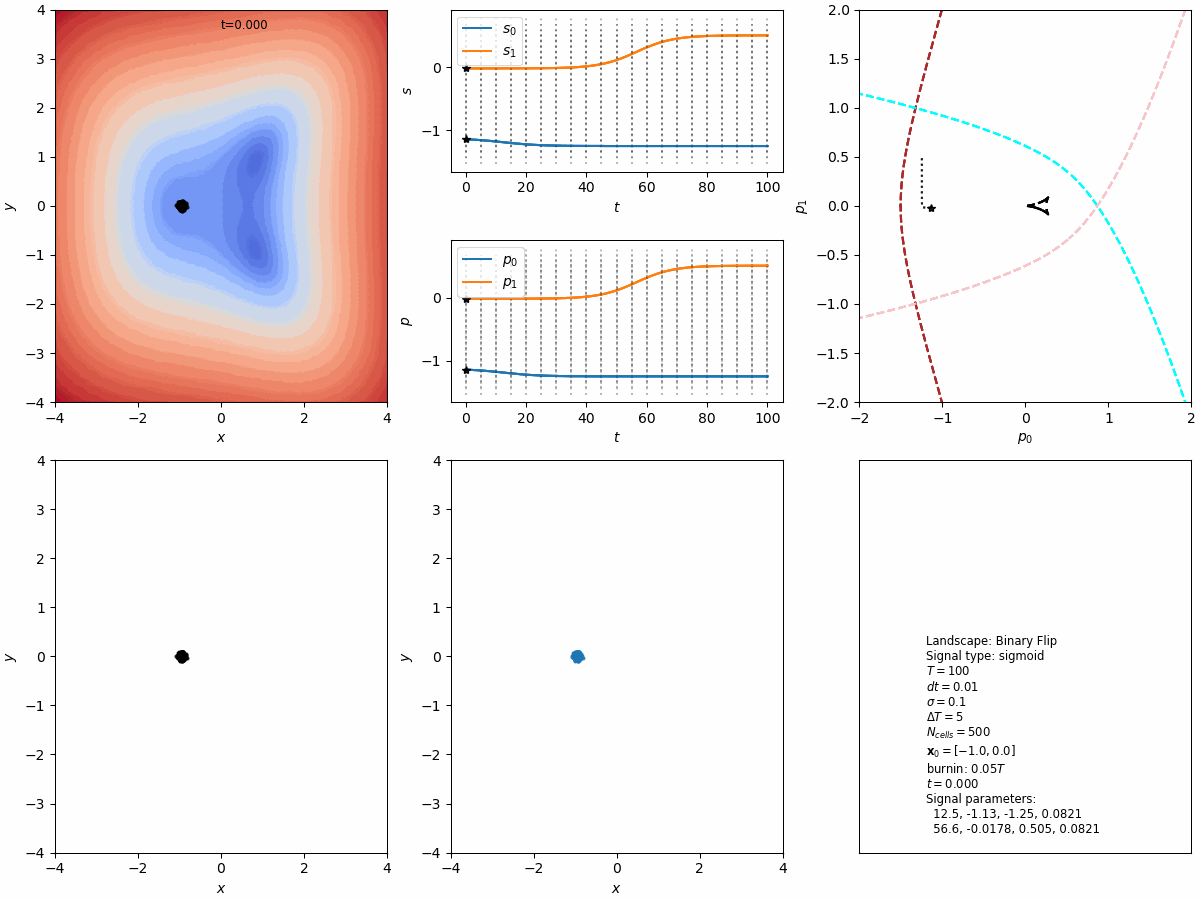 t=0.000
4
3
2
1
0
−1
−2
−3
−4
y
−4
−2
0
2
4
x
s₀
s₁
0
−1
s
0
20
40
60
80
100
t
p₀
p₁
0
−1
p
0
20
40
60
80
100
t
2.0
1.5
1.0
0.5
0.0
−0.5
−1.0
−1.5
−2.0
p₁
−2
−1
0
1
2
p₀
4
3
2
1
0
−1
−2
−3
−4
y
−4
−2
0
2
4
x
4
3
2
1
0
−1
−2
−3
−4
y
−4
−2
0
2
4
x
Landscape: Binary Flip
Signal type: sigmoid
T = 100
dt = 0.01
σ = 0.1
ΔT = 5
N_cells = 500
x₀ = [−1.0, 0.0]
burnin: 0.05T
t = 0.000
Signal parameters:
12.5, -1.13, -1.25, 0.0821
56.6, -0.0178, 0.505, 0.0821